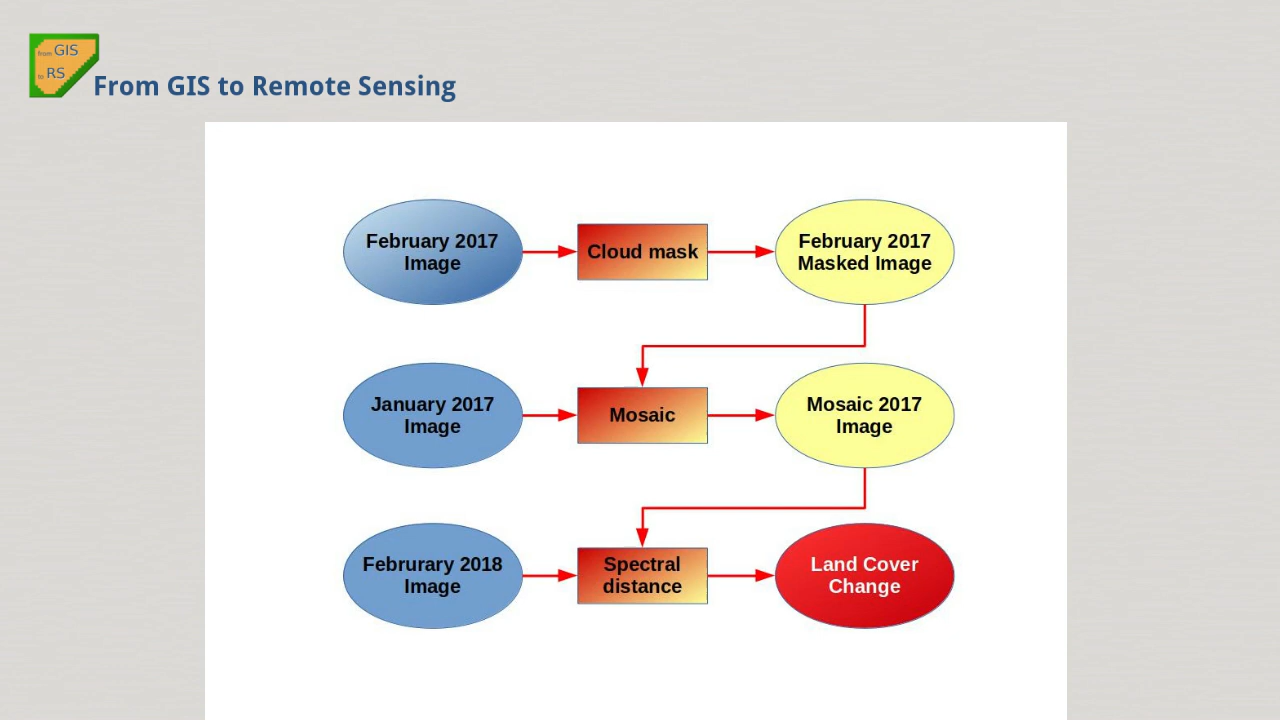 from GIS
to RS
From GIS to Remote Sensing
February 2017
Image
Cloud mask
February 2017
Masked Image
January 2017
Image
Mosaic
Mosaic 2017
Image
Februrary 2018
Image
Spectral
distance
Land Cover
Change